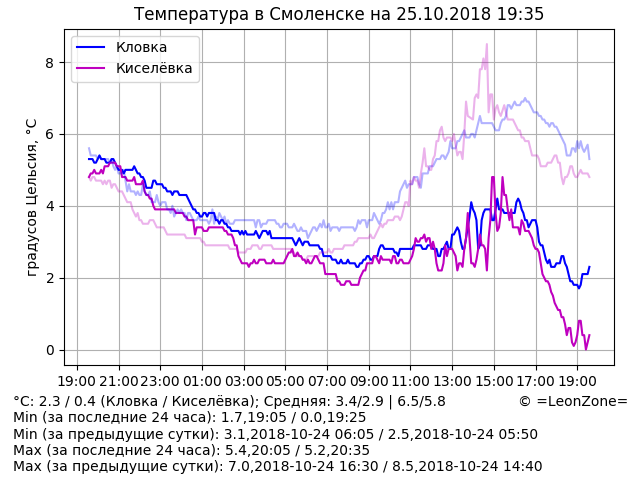 Температура в Смоленске на 25.10.2018 19:35
Кловка
Киселёвка
градусов Цельсия, °C
8
6
4
2
0
19:00 21:00 23:00 01:00 03:00 05:00 07:00 09:00 11:00 13:00 15:00 17:00 19:00
°C: 2.3 / 0.4 (Кловка / Киселёвка); Средняя: 3.4/2.9 | 6.5/5.8 © =LeonZone=
Min (за последние 24 часа): 1.7,19:05 / 0.0,19:25
Min (за предыдущие сутки): 3.1,2018-10-24 06:05 / 2.5,2018-10-24 05:50
Max (за последние 24 часа): 5.4,20:05 / 5.2,20:35
Max (за предыдущие сутки): 7.0,2018-10-24 16:30 / 8.5,2018-10-24 14:40